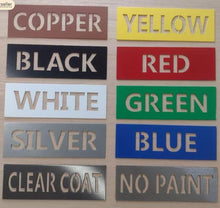 COPPER
YELLOW
BLACK
RED
WHITE
GREEN
SILVER
BLUE
CLEAR COAT
NO PAINT